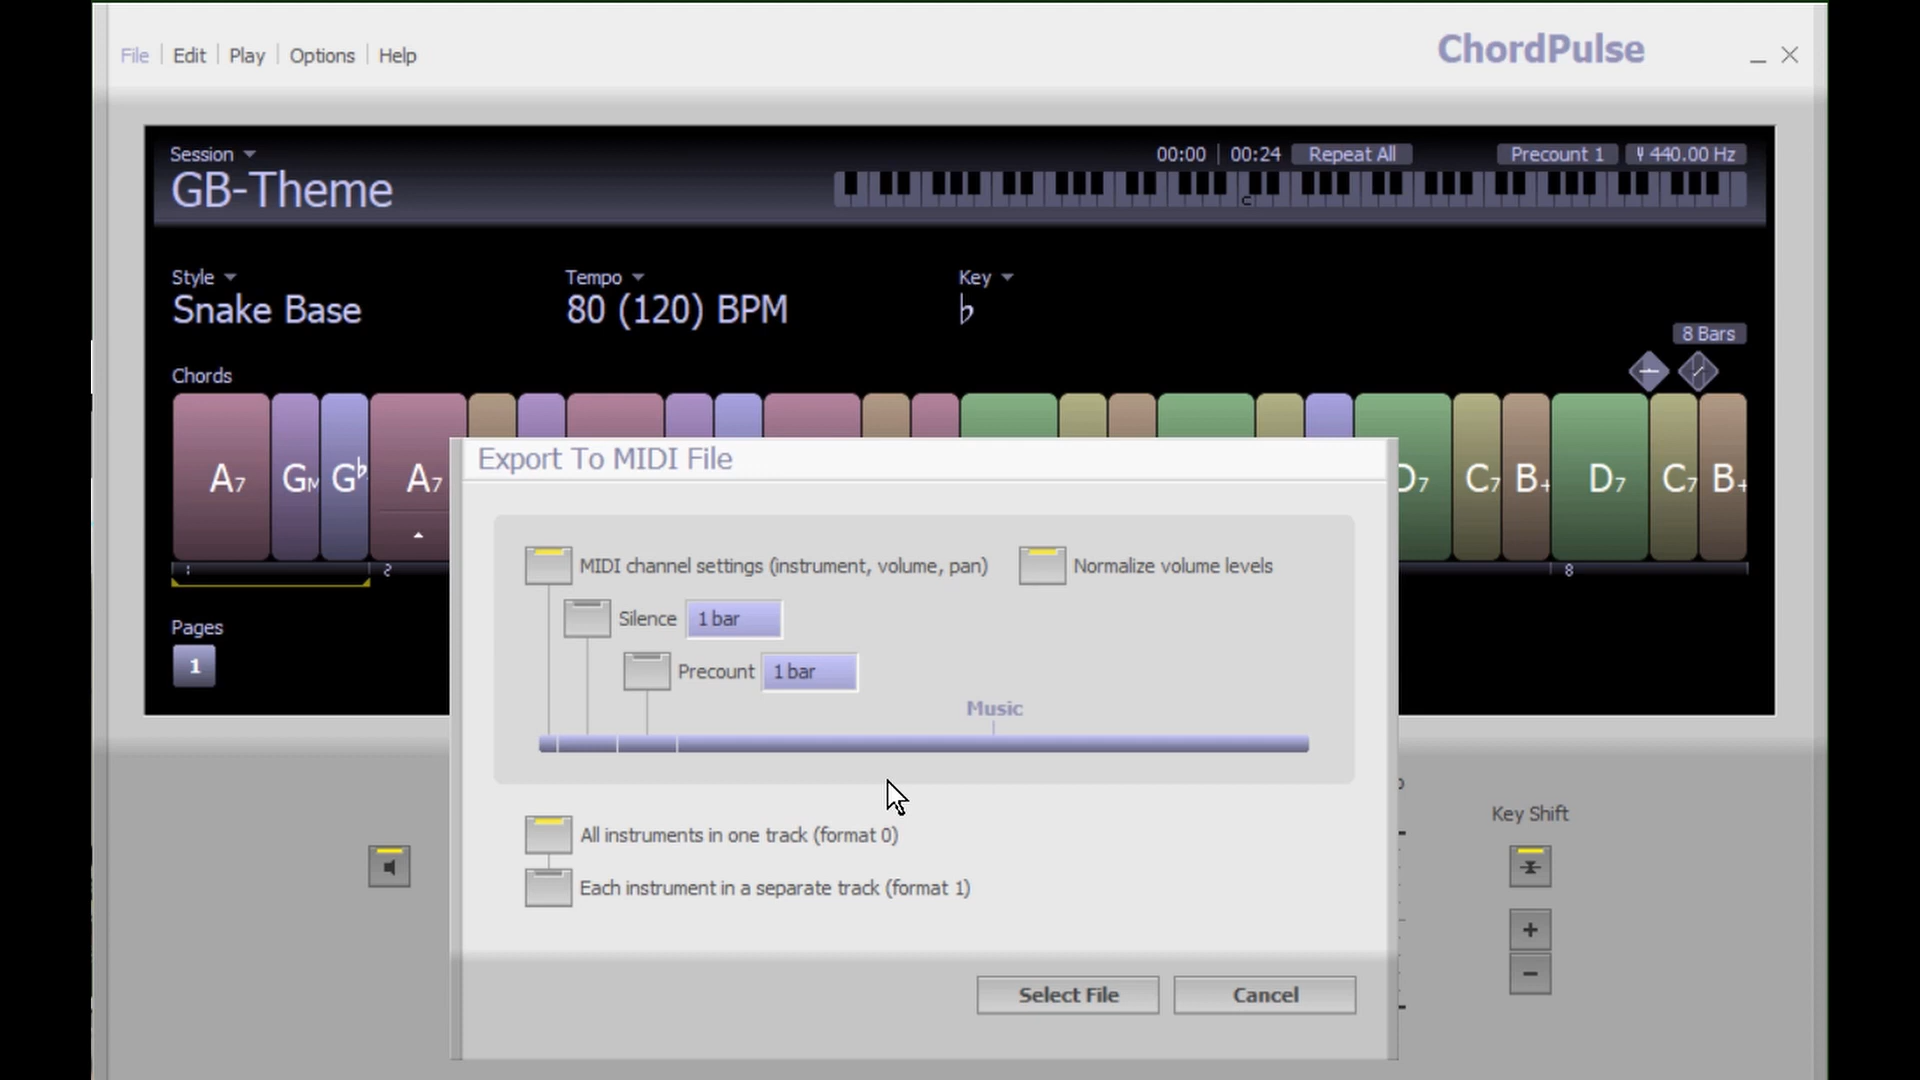 File | Edit | Play | Options | Help
ChordPulse
Session
00:00 | 00:24 Repeat All Precount 1 440.00 Hz
GB-Theme
C
Style Tempo Key
Snake Base 80 (120) BPM ♭
8 Bars
Chords
A7 GM G♭ A7 D7 C7 B+ D7 C7 B+
1 2 8
Pages
1
Export To MIDI File
MIDI channel settings (instrument, volume, pan) Normalize volume levels
Silence 1 bar
Precount 1 bar
Music
All instruments in one track (format 0)
Each instrument in a separate track (format 1)
Select File Cancel
Key Shift
+
−